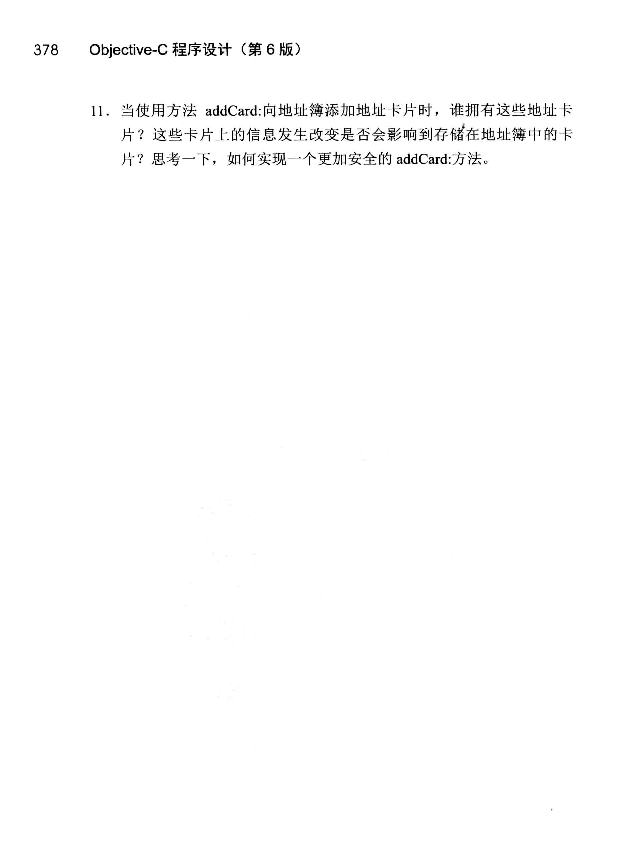 378 Objective-C 程序设计（第 6 版）
11．当使用方法 addCard:向地址簿添加地址卡片时，谁拥有这些地址卡
片？这些卡片上的信息发生改变是否会影响到存储在地址簿中的卡
片？思考一下，如何实现一个更加安全的 addCard:方法。